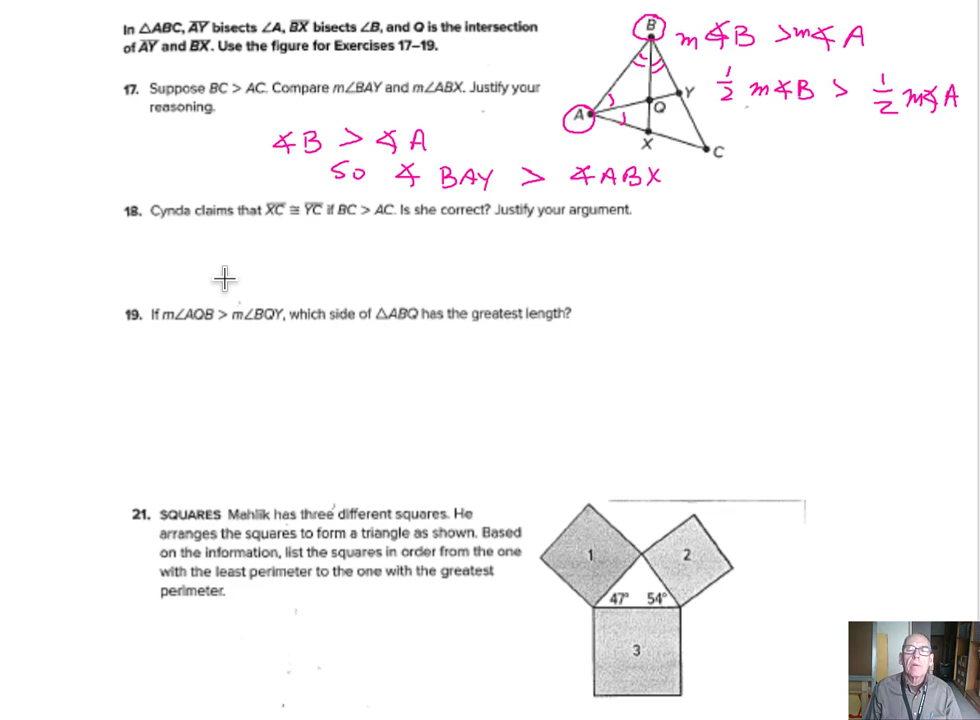 In △ABC, AY bisects ∠A, BX bisects ∠B, and Q is the intersection
of AY and BX. Use the figure for Exercises 17–19.
17. Suppose BC > AC. Compare m∠BAY and m∠ABX. Justify your
reasoning.
B
A
Y
Q
X
C
m∡B > m∡A
1/2 m∡B > 1/2 m∡A
∡B > ∡A
So ∡ BAY > ∡ABX
18. Cynda claims that XC ≅ YC if BC > AC. Is she correct? Justify your argument.
19. If m∠AQB > m∠BQY, which side of △ABQ has the greatest length?
21. SQUARES Mahlik has three different squares. He
arranges the squares to form a triangle as shown. Based
on the information, list the squares in order from the one
with the least perimeter to the one with the greatest
perimeter.
1
2
47° 54°
3